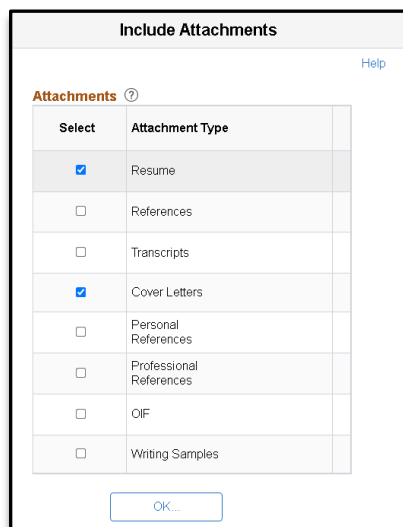 Include Attachments
Help
Attachments ?
Select Attachment Type
Resume
References
Transcripts
Cover Letters
Personal
References
Professional
References
OIF
Writing Samples
OK...